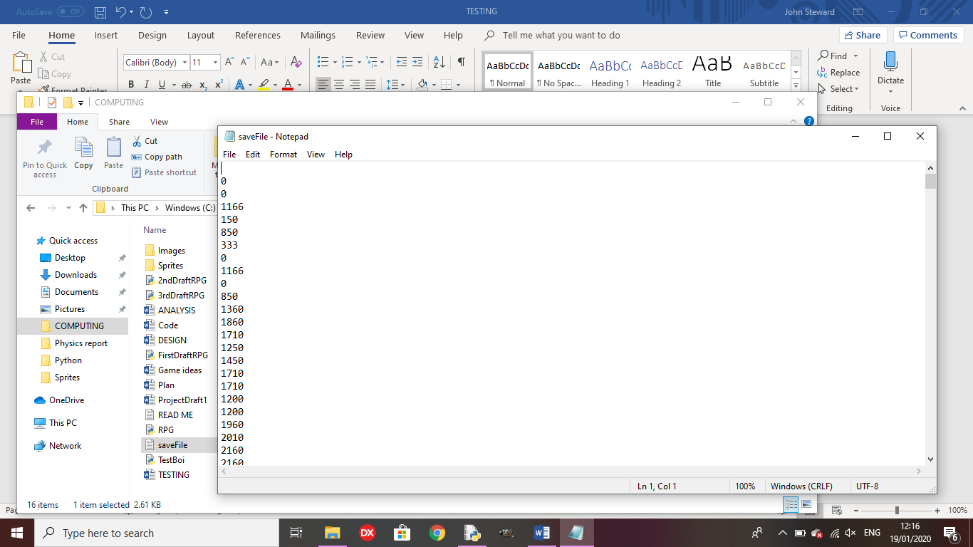 AutoSave Off
TESTING
John Steward
File Home Insert Design Layout References Mailings Review View Help Tell me what you want to do Share Comments
Paste
Cut
Copy
Format Painter
Calibri (Body) 11
AaBbCcDc AaBbCcDc AaBbCc AaBbCcD AaB AaBbCcD
¶ Normal ¶ No Spac... Heading 1 Heading 2 Title Subtitle
Find
Replace
Select
Editing
Dictate
Voice
COMPUTING
File Home Share View
Pin to Quick access
Copy
Paste
Cut
Copy path
Paste shortcut
Clipboard
This PC Windows (C:)
Quick access
Desktop
Downloads
Documents
Pictures
COMPUTING
Physics report
Python
Sprites
OneDrive
This PC
Network
Name
Images
Sprites
2ndDraftRPG
3rdDraftRPG
ANALYSIS
Code
DESIGN
FirstDraftRPG
Game ideas
Plan
ProjectDraft1
READ ME
RPG
saveFile
TestBoi
TESTING
16 items 1 item selected 2.61 KB
saveFile - Notepad
File Edit Format View Help
0
0
1166
150
850
333
0
1166
0
850
1360
1860
1710
1250
1450
1710
1710
1200
1200
1960
2010
2160
2160
Ln 1, Col 1 100% Windows (CRLF) UTF-8
100%
Type here to search
ENG
12:16
19/01/2020
6